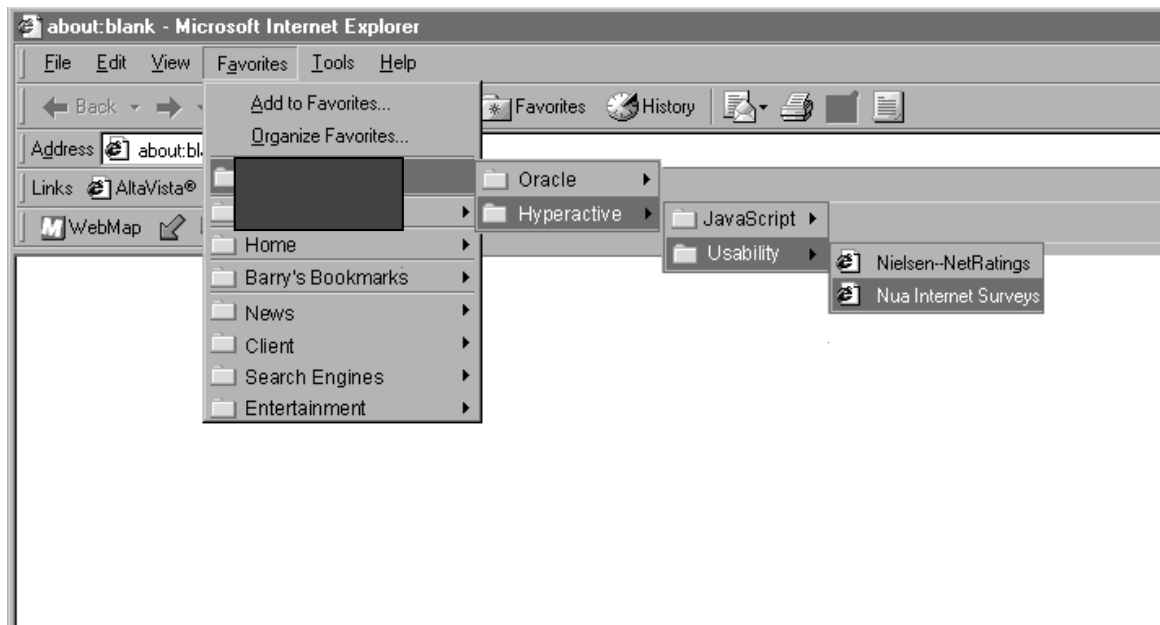 about:blank - Microsoft Internet Explorer
File Edit View Favorites Tools Help
Back Favorites History
Add to Favorites...
Organize Favorites...
Address about:bl
Links AltaVista®
Oracle
Hyperactive
WebMap
JavaScript
Home
Usability
Nielsen--NetRatings
Barry's Bookmarks
Nua Internet Surveys
News
Client
Search Engines
Entertainment